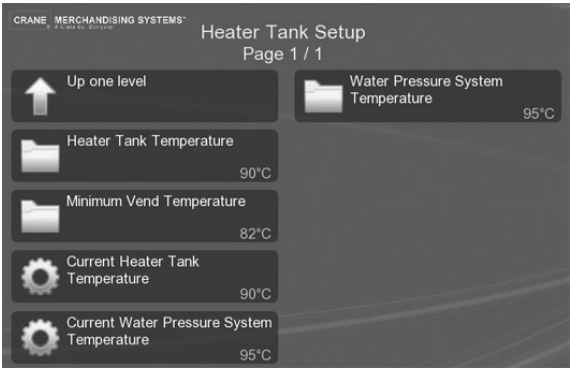 CRANE MERCHANDISING SYSTEMS
Heater Tank Setup
Page 1 / 1
Up one level
Heater Tank Temperature
90°C
Minimum Vend Temperature
82°C
Current Heater Tank
Temperature
90°C
Current Water Pressure System
Temperature
95°C
Water Pressure System
Temperature
95°C